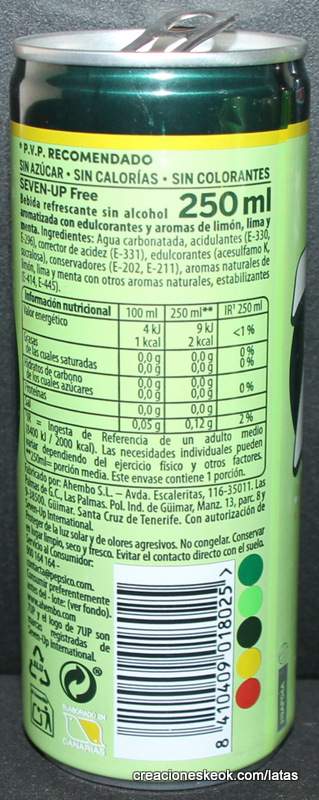 * P.V.P. RECOMENDADO
SIN AZÚCAR • SIN CALORÍAS • SIN COLORANTES
SEVEN-UP Free
250 ml
Bebida refrescante sin alcohol
aromatizada con edulcorantes y aromas de limón, lima y
menta. Ingredientes: Agua carbonatada, acidulantes (E-330,
E-296), corrector de acidez (E-331), edulcorantes (acesulfamo K,
sucralosa), conservadores (E-202, E-211), aromas naturales de
limón, lima y menta con otros aromas naturales, estabilizantes
(E-414, E-445).
Información nutricional 100 ml 250 ml** IR¹ 250 ml
Valor energético 4 kJ 9 kJ <1%
1 kcal 2 kcal
Grasas 0,0 g 0,0 g 0%
de las cuales saturadas 0,0 g 0,0 g 0%
Hidratos de carbono 0,0 g 0,0 g
de los cuales azúcares 0,0 g 0,0 g 0%
Proteínas 0,0 g 0,0 g
Sal 0,05 g 0,12 g 2%
= Ingesta de Referencia de un adulto medio
(8400 kJ / 2000 kcal). Las necesidades individuales pueden
variar dependiendo del ejercicio físico y otros factores.
**250ml= porción media. Este envase contiene 1 porción.
Fabricado por: Ahembo S.L. – Avda. Escaleritas, 116-35011. Las
Palmas de G.C., Las Palmas. Pol. Ind. de Güimar, Manz. 13, parc. 8 y
38500, Güimar. Santa Cruz de Tenerife. Con autorización de
Seven-Up International.
Proteger de la luz solar y de olores agresivos. No congelar. Conservar
en lugar limpio, seco y fresco. Evitar el contacto directo con el suelo.
Servicio al Consumidor:
900 164 164 -
contacta@pepsico.com.
Consumir preferentemente
antes del - lote: (ver fondo).
www.ahembo.com
7UP y el logo de 7UP son
marcas registradas de
Seven-Up International.
8 410409 018025 >
ELABORADO EN
CANARIAS
creacioneskeok.com/latas